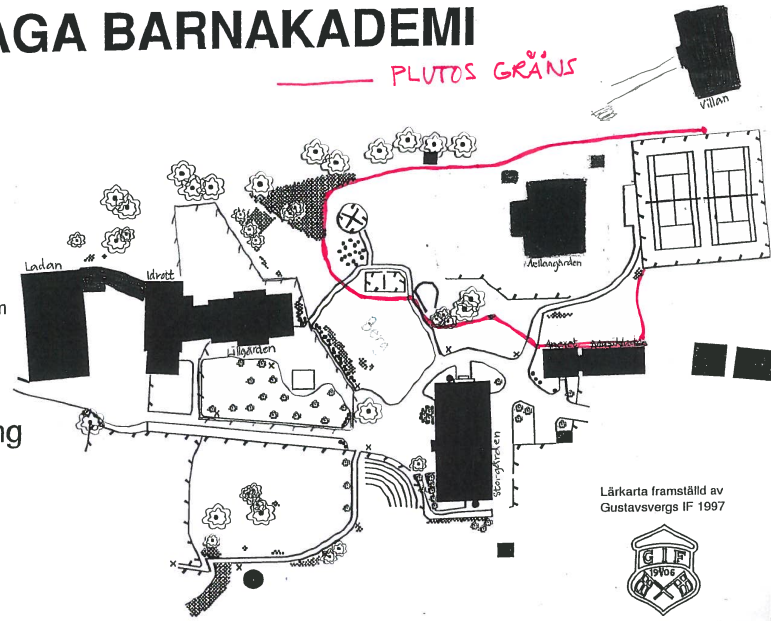 AGA BARNAKADEMI
PLUTOS GRÄNS
Villan
Ladan
Idrott
Mellangården
Lillgården
Berg
Storgården
ng
Lärkarta framställd av
Gustavsvergs IF 1997
GIF
1906